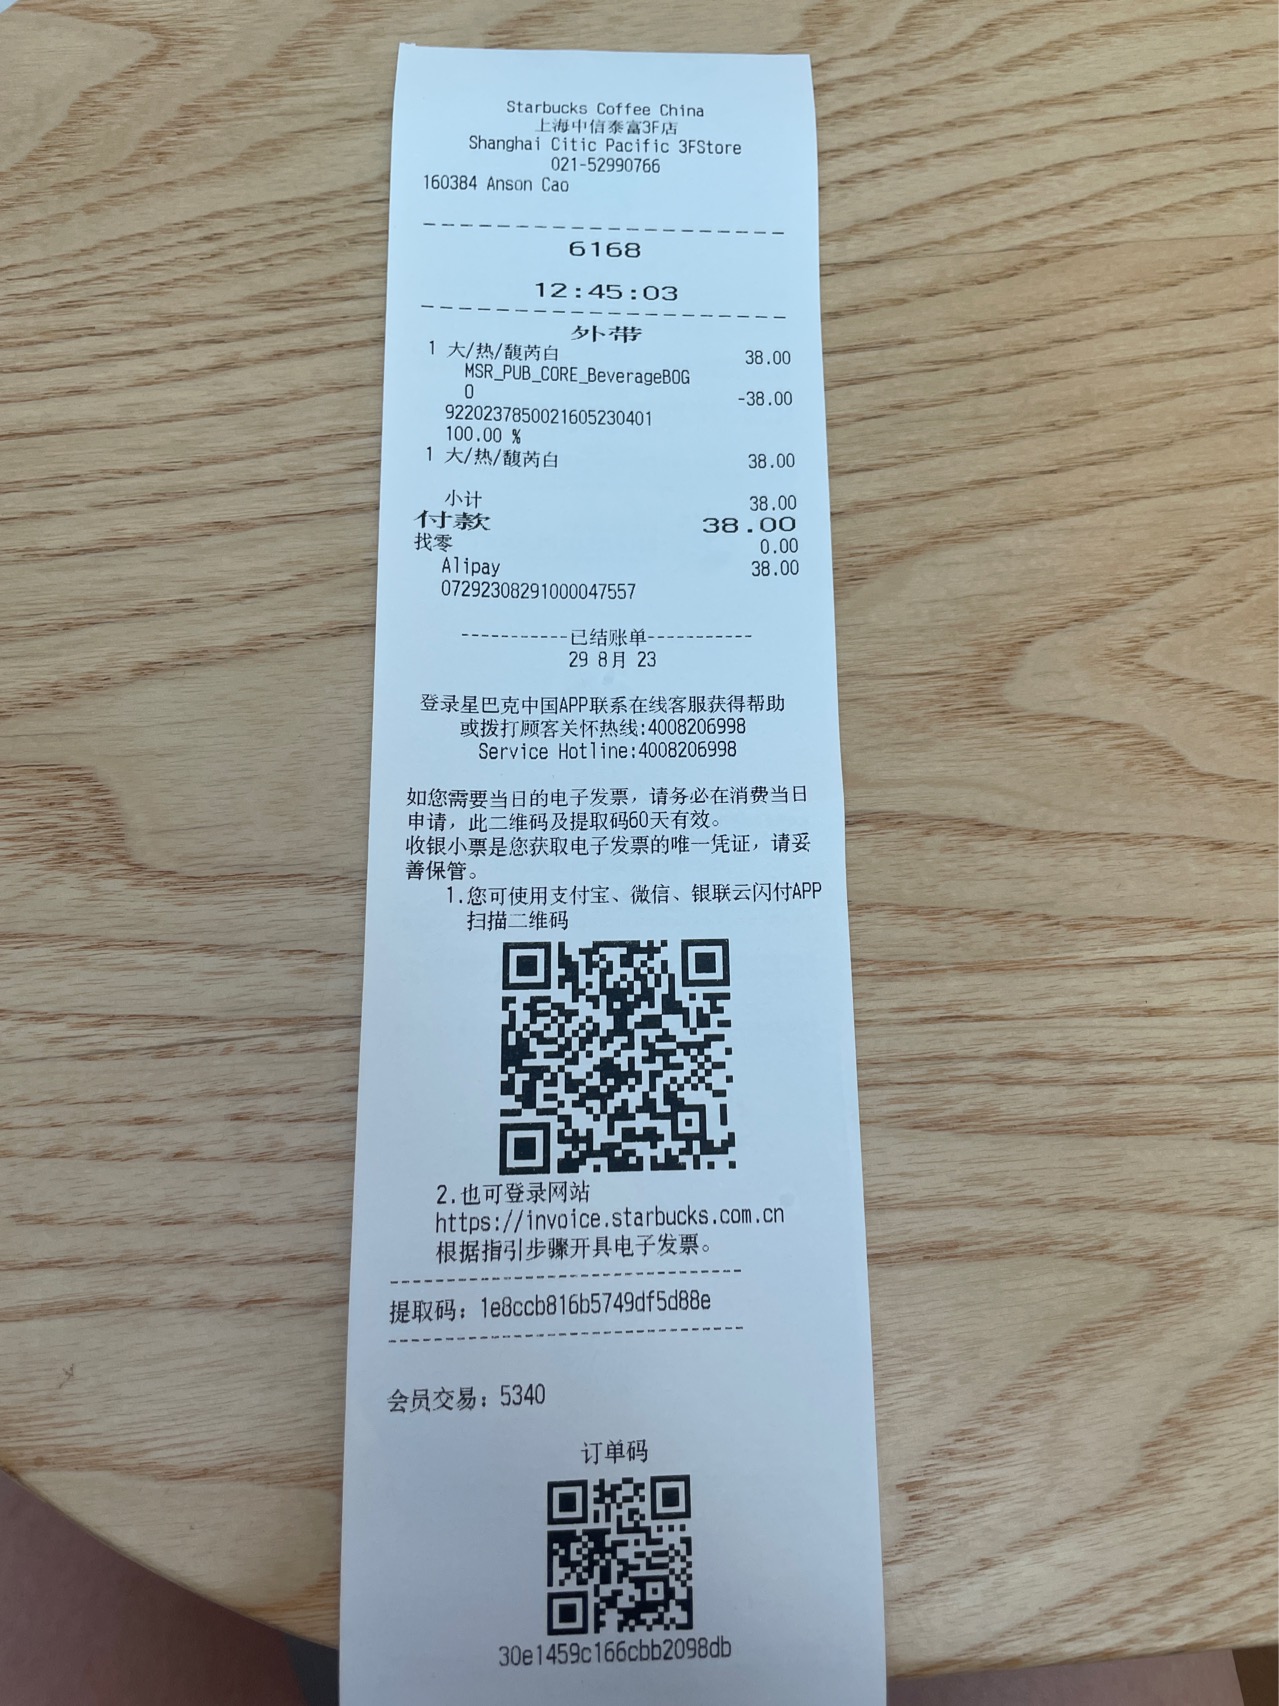 Starbucks Coffee China
上海中信泰富3F店
Shanghai Citic Pacific 3FStore
021-52990766
160384 Anson Cao
6168
12:45:03
外带
1 大/热/馥芮白 38.00
MSR_PUB_CORE_BeverageBOG
O -38.00
9220237850021605230401
100.00 %
1 大/热/馥芮白 38.00
小计 38.00
付款 38.00
找零 0.00
Alipay 38.00
07292308291000047557
-----------已结账单-----------
29 8月 23
登录星巴克中国APP联系在线客服获得帮助
或拨打顾客关怀热线:4008206998
Service Hotline:4008206998
如您需要当日的电子发票，请务必在消费当日
申请，此二维码及提取码60天有效。
收银小票是您获取电子发票的唯一凭证，请妥
善保管。
1.您可使用支付宝、微信、银联云闪付APP
扫描二维码
2.也可登录网站
https://invoice.starbucks.com.cn
根据指引步骤开具电子发票。
提取码：1e8ccb816b5749df5d88e
会员交易：5340
订单码
30e1459c166cbb2098db